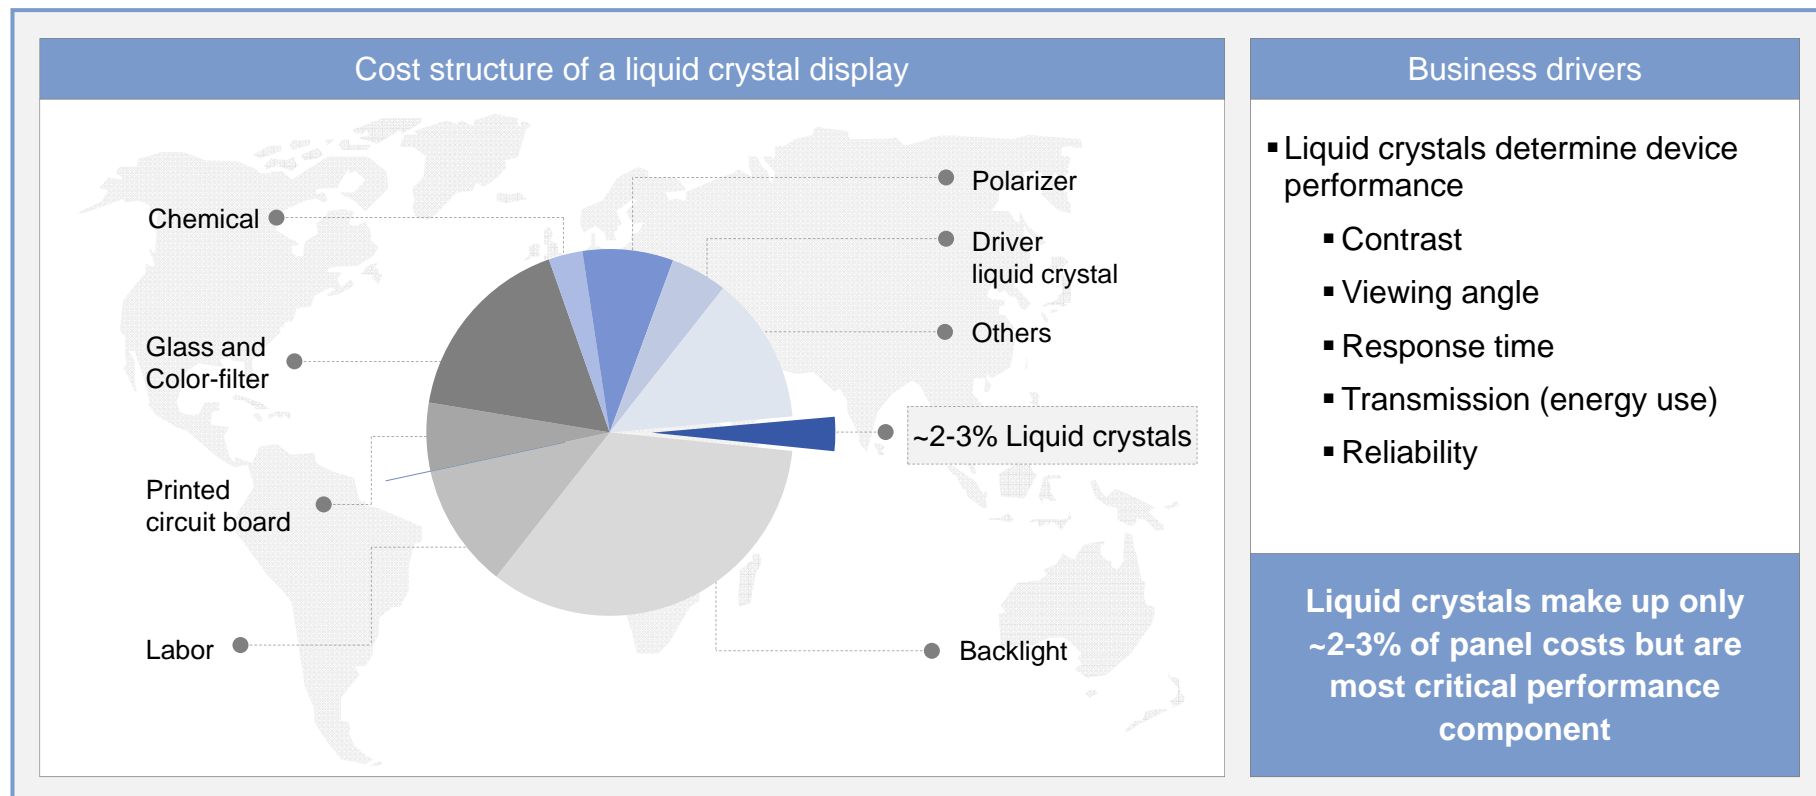 Cost structure of a liquid crystal display
Chemical
Glass and
Color-filter
Printed
circuit board
Labor
Polarizer
Driver
liquid crystal
Others
~2-3% Liquid crystals
Backlight
Business drivers
▪ Liquid crystals determine device
performance
▪ Contrast
▪ Viewing angle
▪ Response time
▪ Transmission (energy use)
▪ Reliability
Liquid crystals make up only
~2-3% of panel costs but are
most critical performance
component